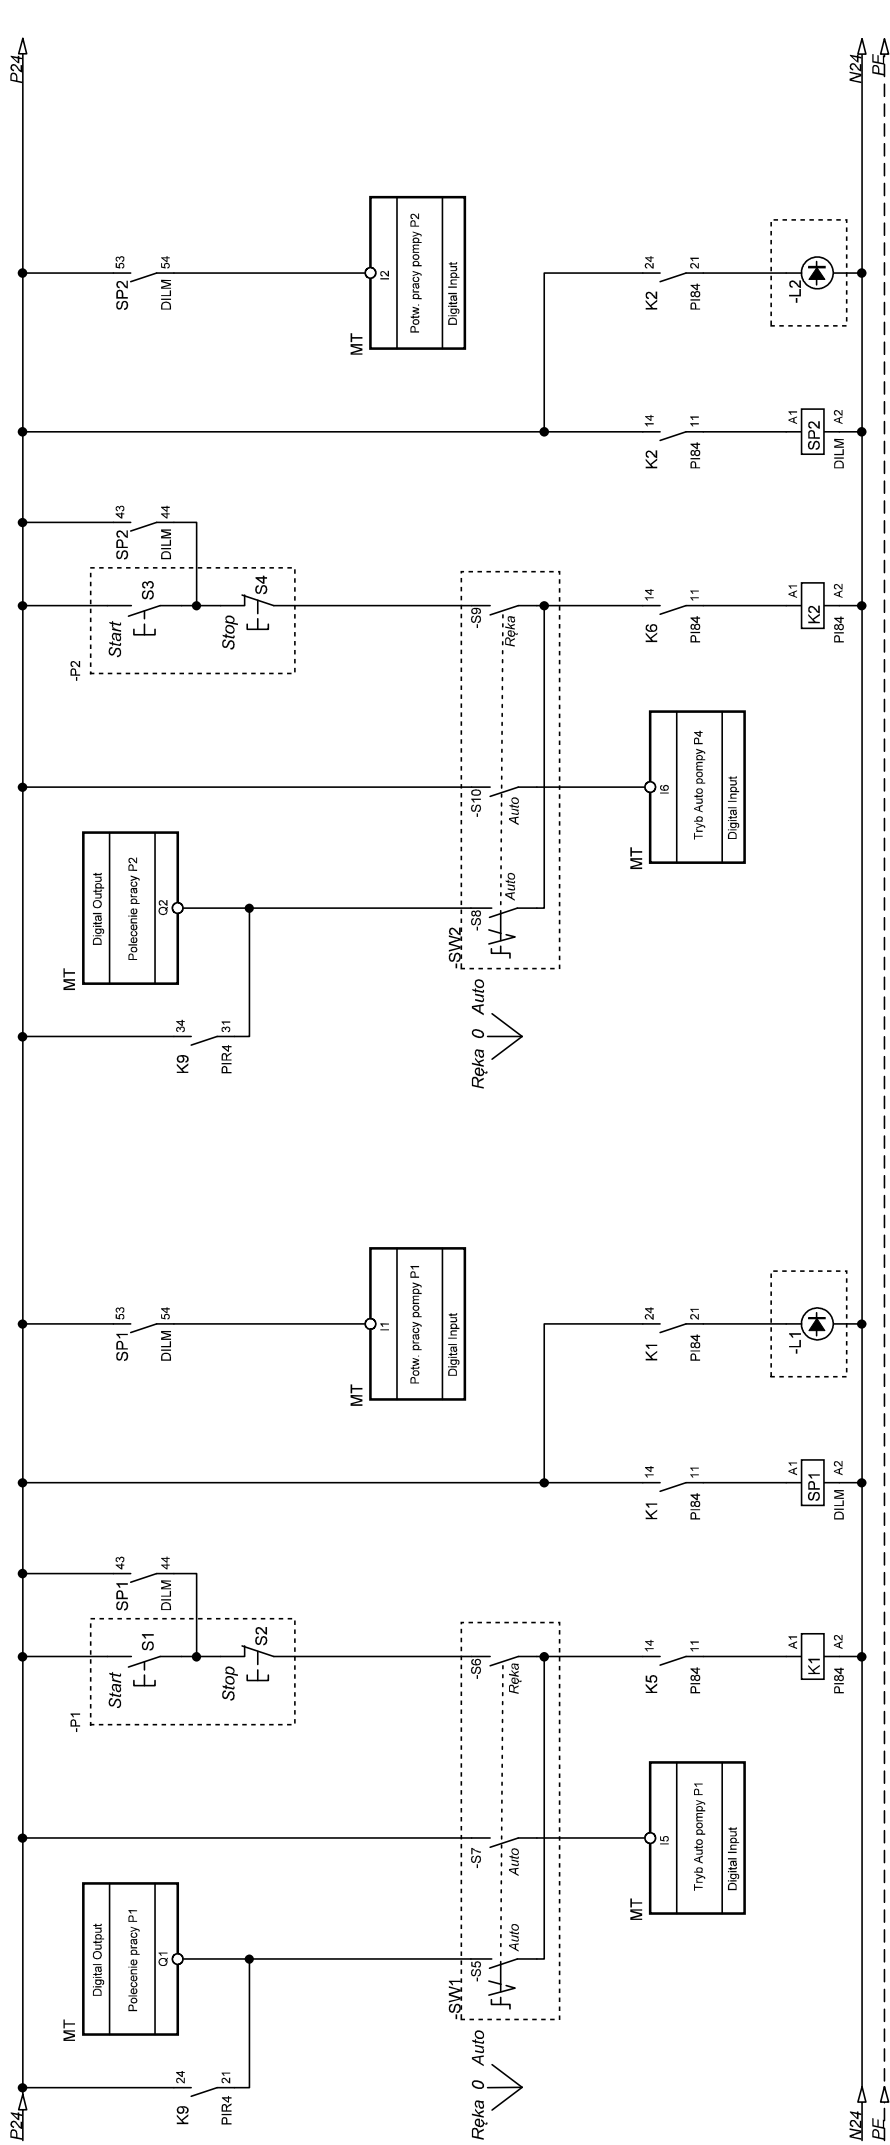 P24
P24
K9
24
21
PIR4
MT
Digital Output
Polecenie pracy P1
Q1
Ręka 0 Auto
-SW1
-S5
Auto
-S7
Auto
-S6
Ręka
MT
I5
Tryb Auto pompy P1
Digital Input
-P1
Start
S1
Stop
S2
SP1
43
44
DILM
K5
14
11
PI84
A1
K1
A2
PI84
K1
14
11
PI84
A1
SP1
A2
DILM
SP1
53
54
DILM
MT
I1
Potw. pracy pompy P1
Digital Input
K1
24
21
PI84
-L1
K9
34
31
PIR4
MT
Digital Output
Polecenie pracy P2
Q2
Ręka 0 Auto
-SW2
-S8
Auto
-S10
Auto
-S9
Ręka
MT
I6
Tryb Auto pompy P4
Digital Input
-P2
Start
S3
Stop
S4
SP2
43
44
DILM
K6
14
11
PI84
A1
K2
A2
PI84
K2
14
11
PI84
A1
SP2
A2
DILM
SP2
53
54
DILM
MT
I2
Potw. pracy pompy P2
Digital Input
K2
24
21
PI84
-L2
N24
N24
PE
PE